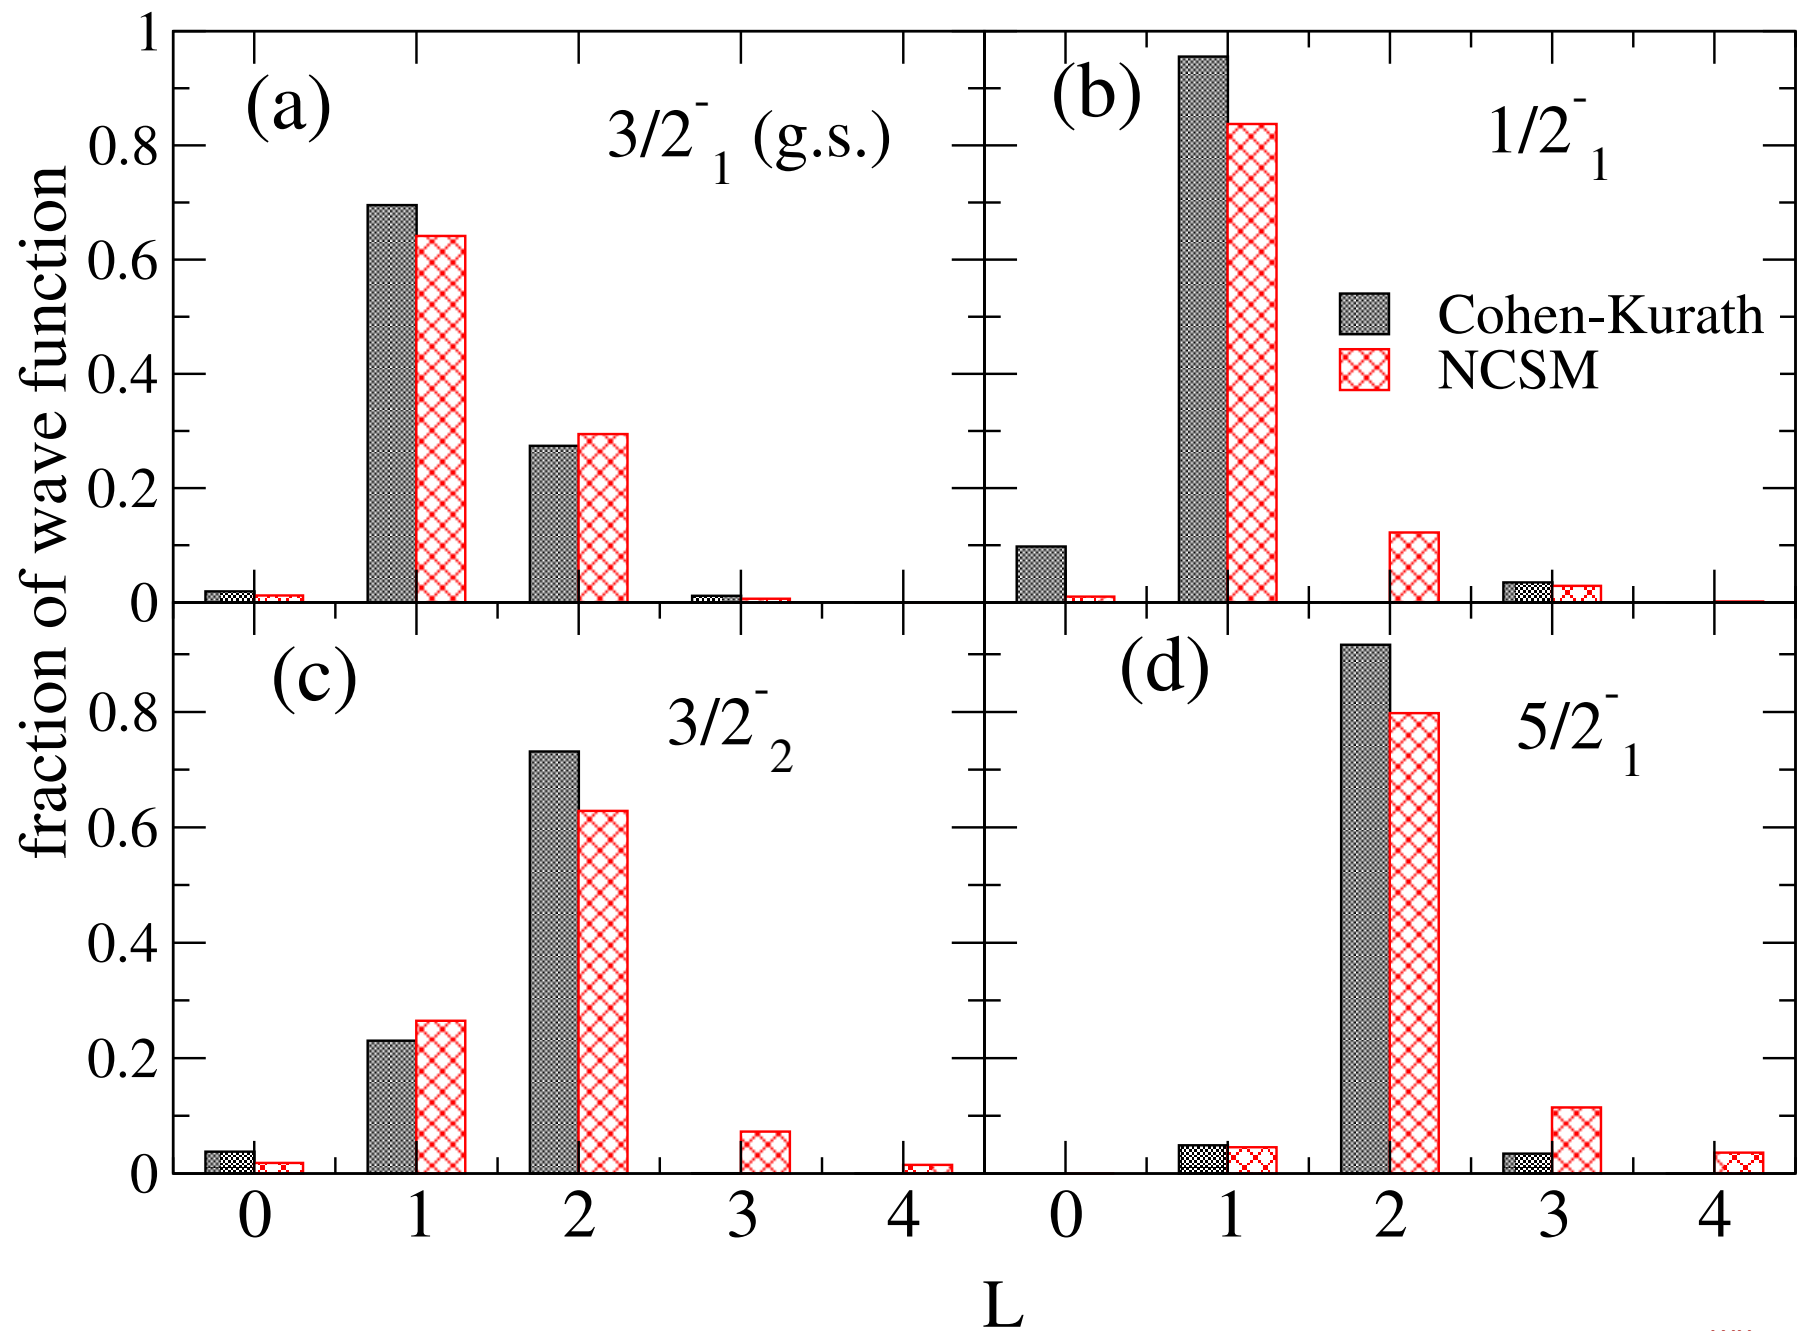 1
(a)
3/2⁻₁ (g.s.)
(b)
1/2⁻₁
0.8
0.6
0.4
0.2
0
Cohen-Kurath
NCSM
fraction of wave function
(c)
3/2⁻₂
(d)
5/2⁻₁
0.8
0.6
0.4
0.2
0
0 1 2 3 4
0 1 2 3 4
L